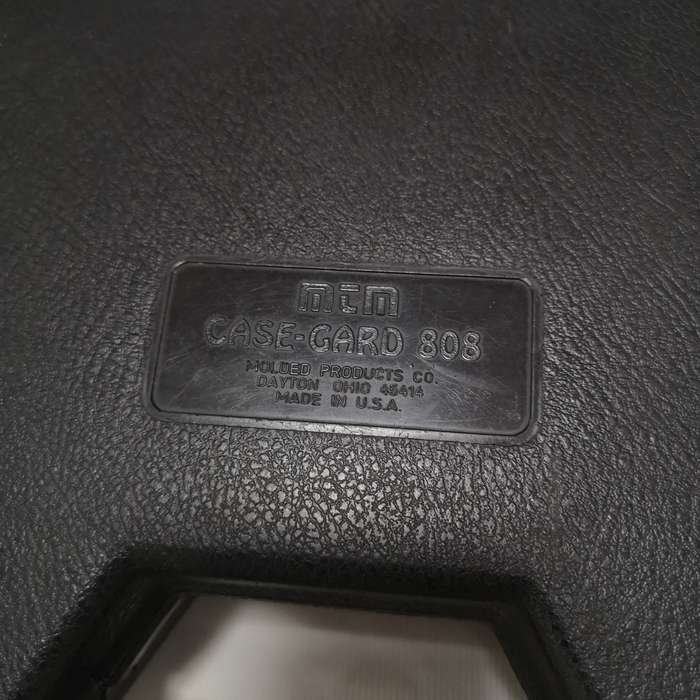 MTM
CASE-GARD 808
MOLDED PRODUCTS CO.
DAYTON OHIO 45414
MADE IN U.S.A.